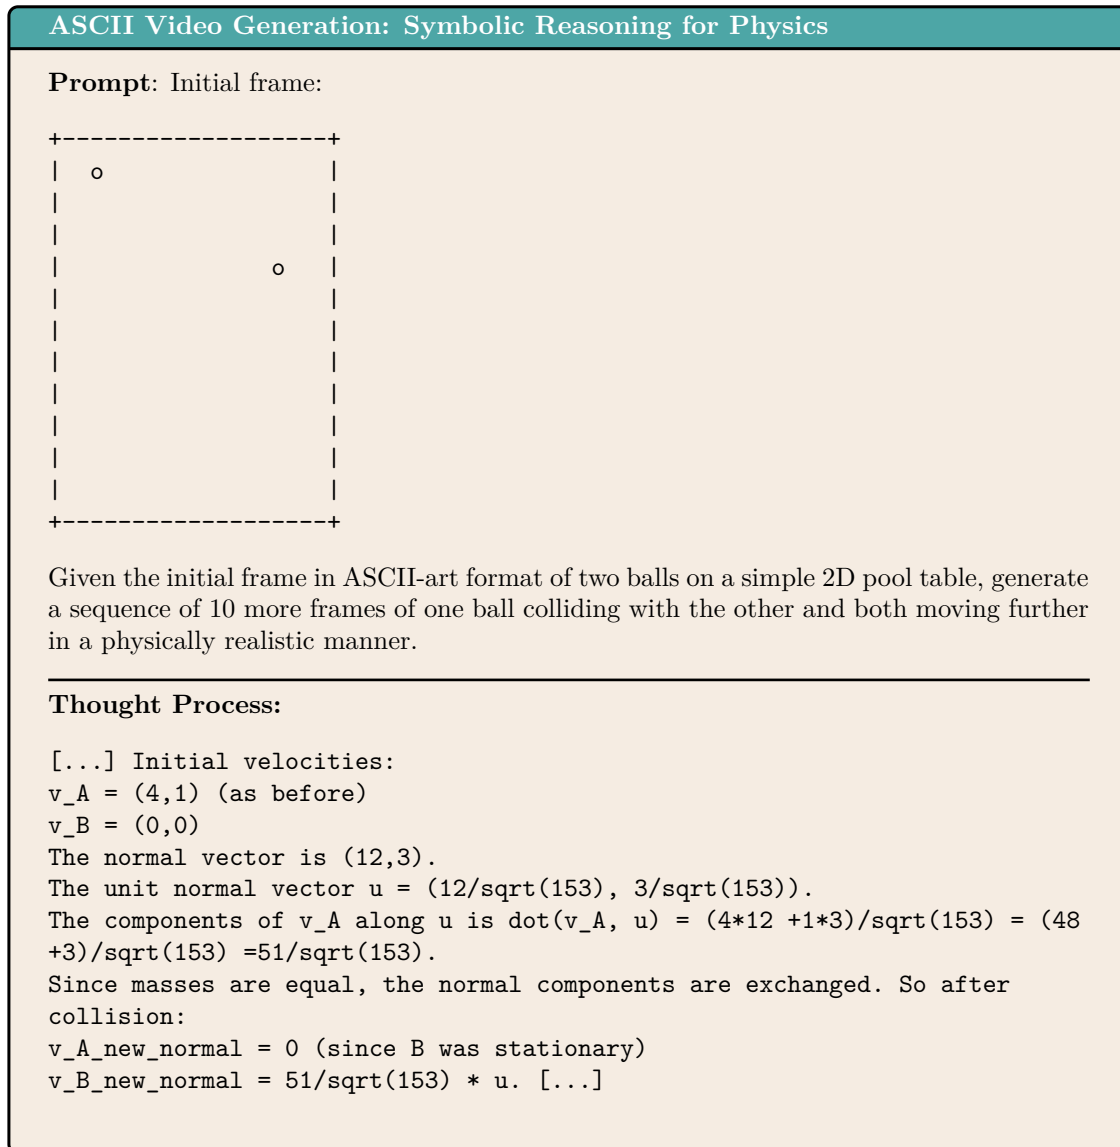 ASCII Video Generation: Symbolic Reasoning for Physics
Prompt: Initial frame:
+------------------+
|  o               |
|                  |
|                  |
|               o  |
|                  |
|                  |
|                  |
|                  |
|                  |
|                  |
|                  |
+------------------+
Given the initial frame in ASCII-art format of two balls on a simple 2D pool table, generate
a sequence of 10 more frames of one ball colliding with the other and both moving further
in a physically realistic manner.
Thought Process:
[...] Initial velocities:
v_A = (4,1) (as before)
v_B = (0,0)
The normal vector is (12,3).
The unit normal vector u = (12/sqrt(153), 3/sqrt(153)).
The components of v_A along u is dot(v_A, u) = (4*12 +1*3)/sqrt(153) = (48
+3)/sqrt(153) =51/sqrt(153).
Since masses are equal, the normal components are exchanged. So after
collision:
v_A_new_normal = 0 (since B was stationary)
v_B_new_normal = 51/sqrt(153) * u. [...]